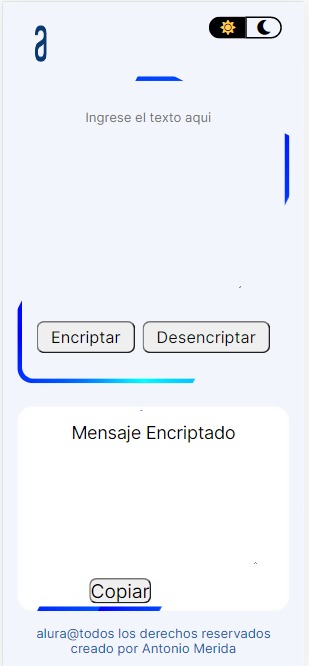 a
Ingrese el texto aqui
Encriptar Desencriptar
Mensaje Encriptado
Copiar
alura@todos los derechos reservados
creado por Antonio Merida